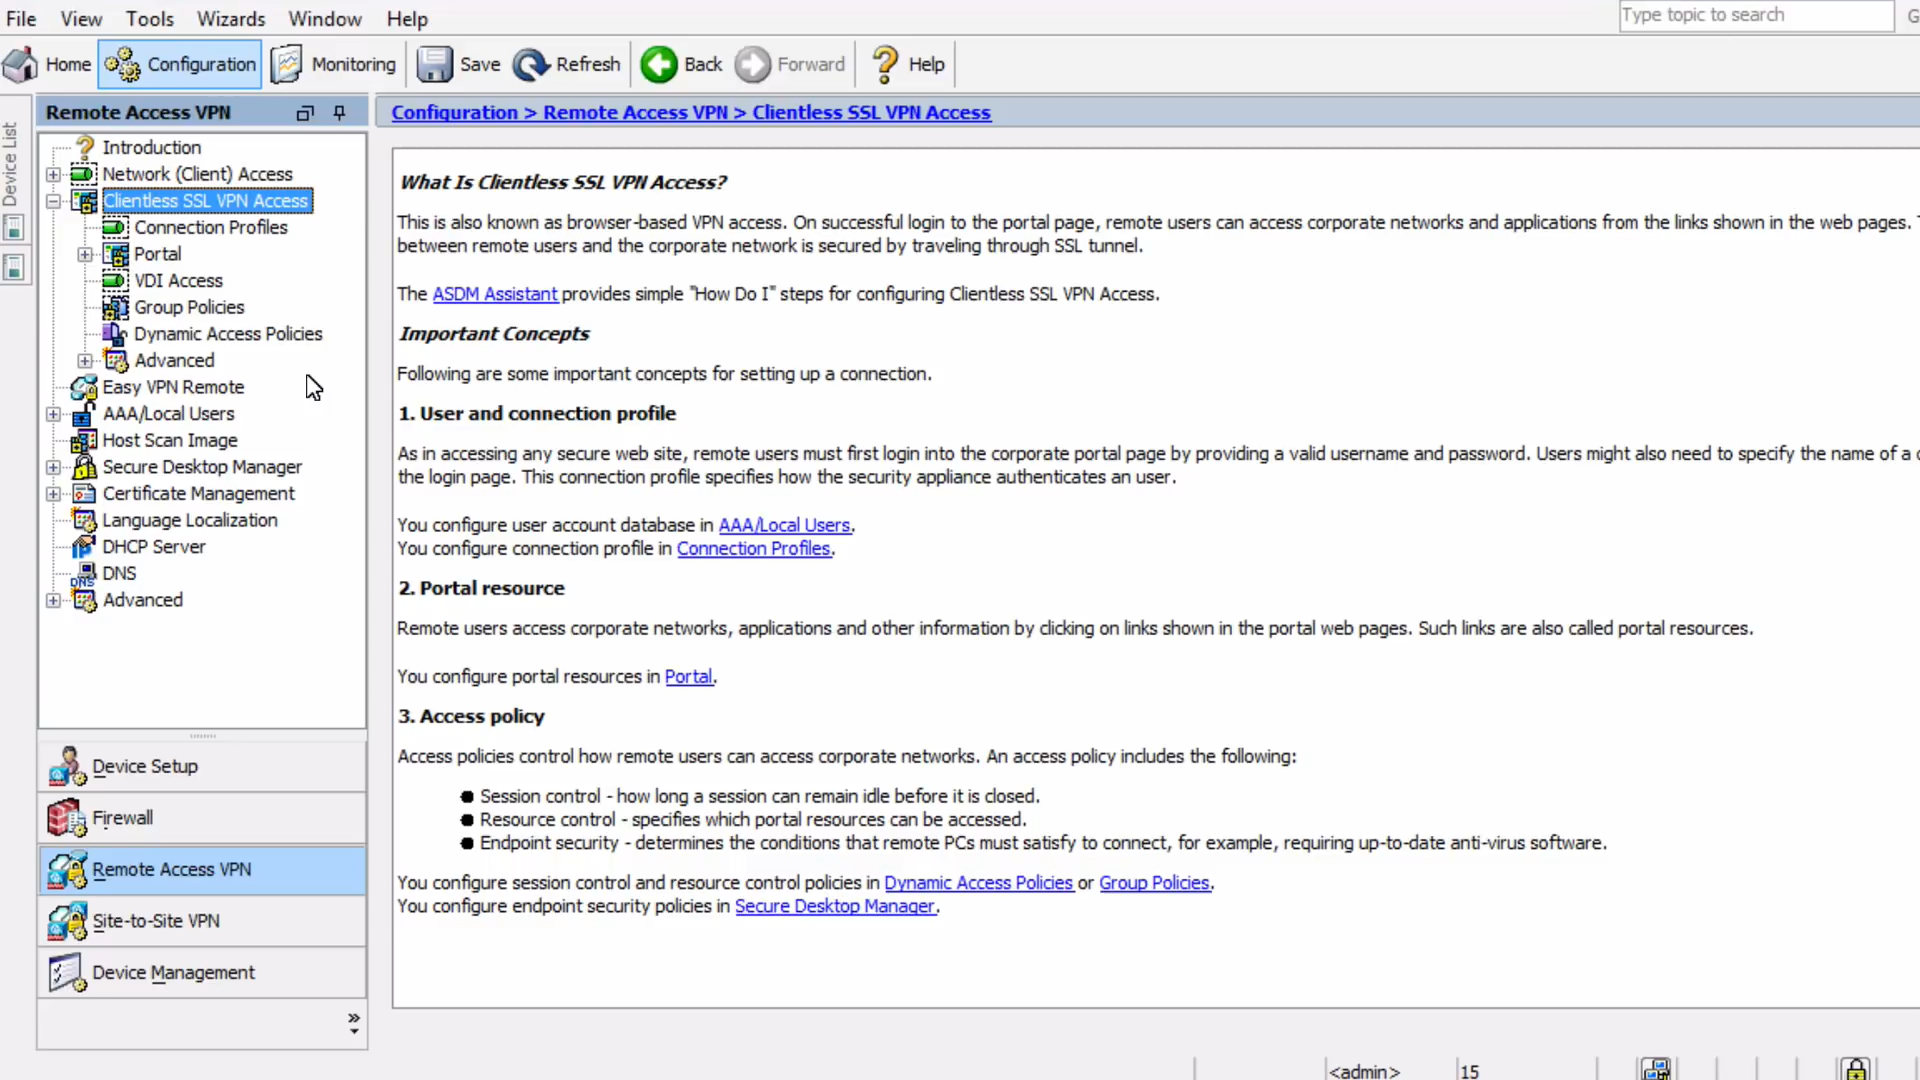 File View Tools Wizards Window Help
Type topic to search
G
Home Configuration Monitoring Save Refresh Back Forward Help
Device List
Remote Access VPN
Introduction
Network (Client) Access
Clientless SSL VPN Access
Connection Profiles
Portal
VDI Access
Group Policies
Dynamic Access Policies
Advanced
Easy VPN Remote
AAA/Local Users
Host Scan Image
Secure Desktop Manager
Certificate Management
Language Localization
DHCP Server
DNS
DNS
Advanced
Device Setup
Firewall
Remote Access VPN
Site-to-Site VPN
Device Management
Configuration > Remote Access VPN > Clientless SSL VPN Access
What Is Clientless SSL VPN Access?
This is also known as browser-based VPN access. On successful login to the portal page, remote users can access corporate networks and applications from the links shown in the web pages.
between remote users and the corporate network is secured by traveling through SSL tunnel.
The ASDM Assistant provides simple "How Do I" steps for configuring Clientless SSL VPN Access.
Important Concepts
Following are some important concepts for setting up a connection.
1. User and connection profile
As in accessing any secure web site, remote users must first login into the corporate portal page by providing a valid username and password. Users might also need to specify the name of a
the login page. This connection profile specifies how the security appliance authenticates an user.
You configure user account database in AAA/Local Users.
You configure connection profile in Connection Profiles.
2. Portal resource
Remote users access corporate networks, applications and other information by clicking on links shown in the portal web pages. Such links are also called portal resources.
You configure portal resources in Portal.
3. Access policy
Access policies control how remote users can access corporate networks. An access policy includes the following:
● Session control - how long a session can remain idle before it is closed.
● Resource control - specifies which portal resources can be accessed.
● Endpoint security - determines the conditions that remote PCs must satisfy to connect, for example, requiring up-to-date anti-virus software.
You configure session control and resource control policies in Dynamic Access Policies or Group Policies.
You configure endpoint security policies in Secure Desktop Manager.
<admin> 15